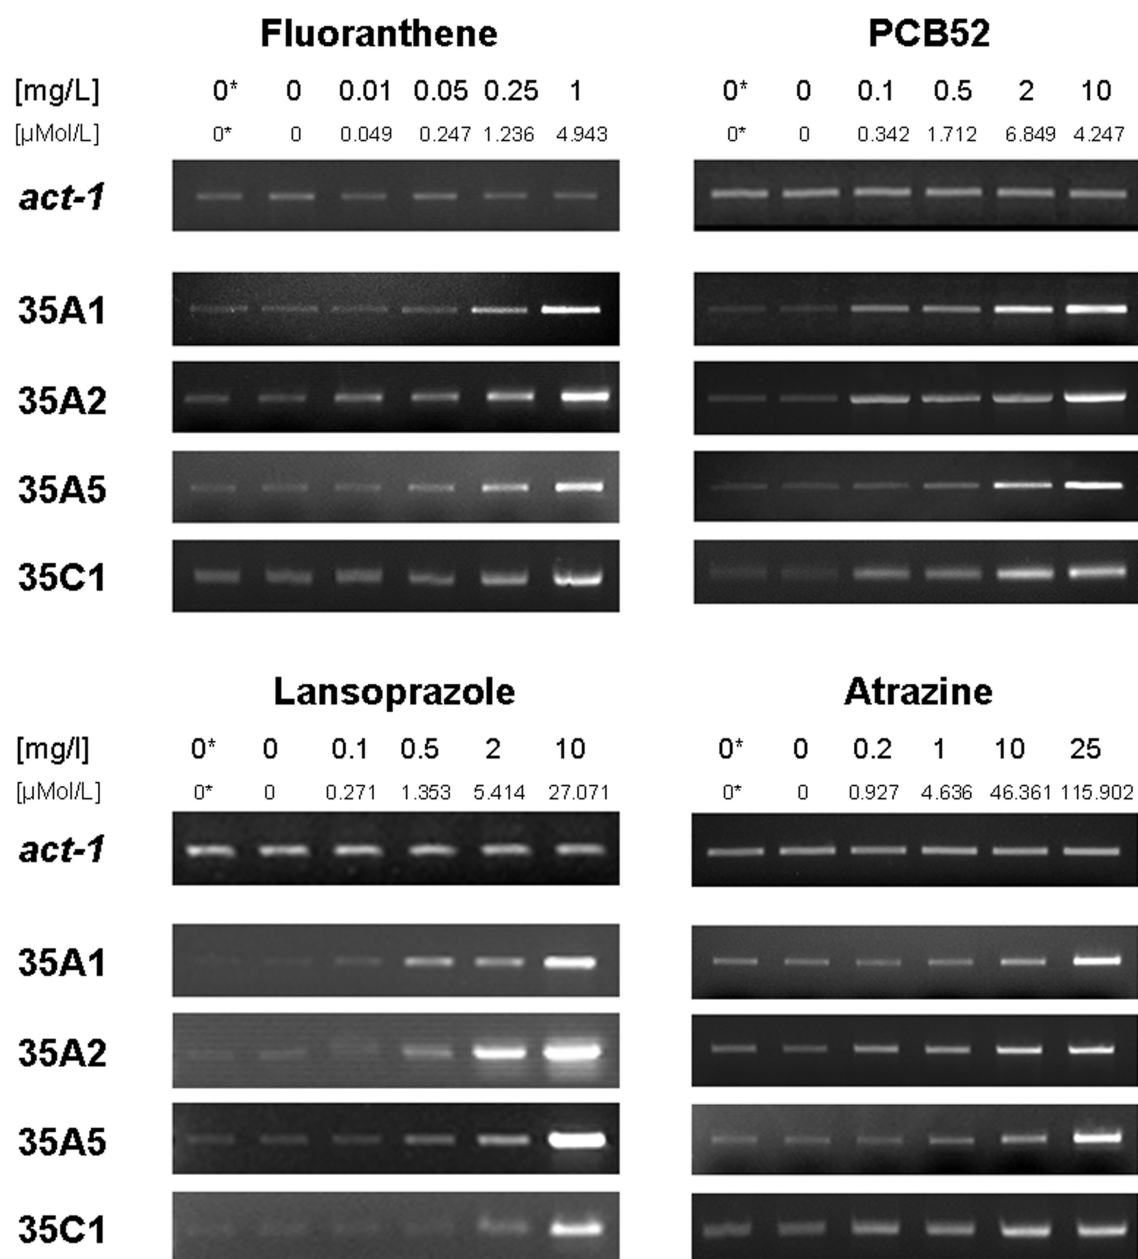 Fluoranthene PCB52
[mg/L] 0* 0 0.01 0.05 0.25 1 0* 0 0.1 0.5 2 10
[µMol/L] 0* 0 0.049 0.247 1.236 4.943 0* 0 0.342 1.712 6.849 4.247
act-1
35A1
35A2
35A5
35C1
Lansoprazole Atrazine
[mg/l] 0* 0 0.1 0.5 2 10 0* 0 0.2 1 10 25
[µMol/L] 0* 0 0.271 1.353 5.414 27.071 0* 0 0.927 4.636 46.361 115.902
act-1
35A1
35A2
35A5
35C1